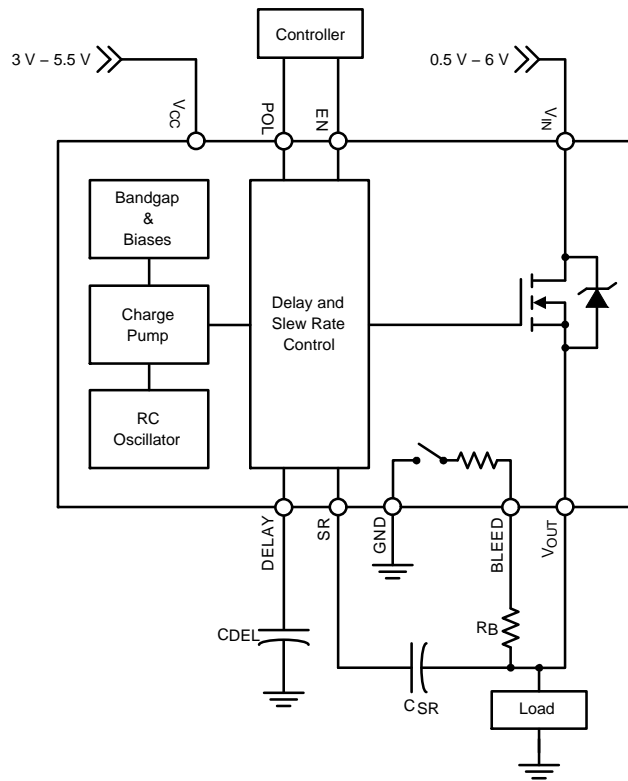 Controller
3 V – 5.5 V
0.5 V – 6 V
VCC
POL
EN
VIN
Bandgap
&
Biases
Charge
Pump
RC
Oscillator
Delay and
Slew Rate
Control
DELAY
SR
GND
BLEED
VOUT
CDEL
RB
CSR
Load